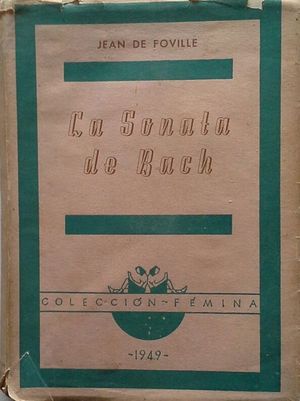 JEAN DE FOVILLE
La Sonata
de Bach
COLECCIÓN-FÉMINA
-1949-